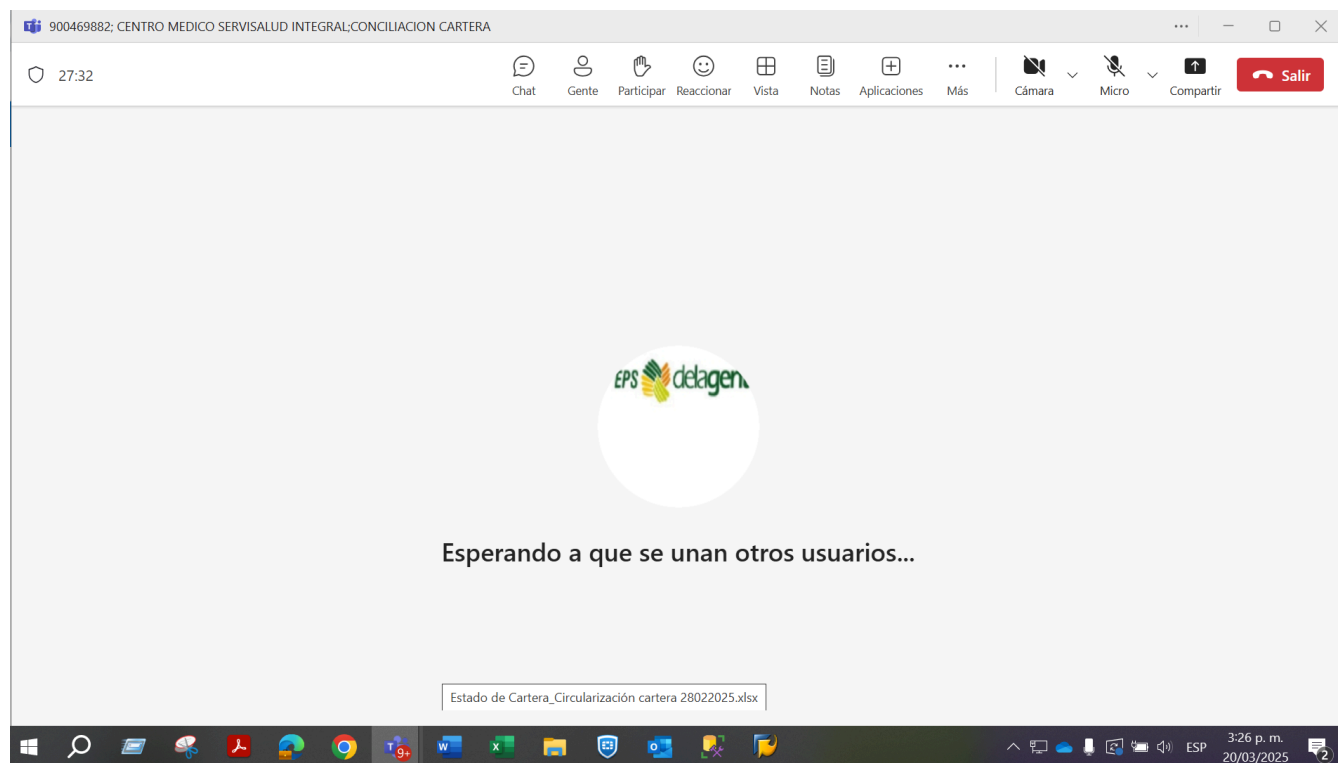 900469882; CENTRO MEDICO SERVISALUD INTEGRAL;CONCILIACION CARTERA
27:32
Chat
Gente
Participar
Reaccionar
Vista
Notas
Aplicaciones
Más
Cámara
Micro
Compartir
Salir
EPS delagen
Esperando a que se unan otros usuarios...
Estado de Cartera_Circularización cartera 28022025.xlsx
9+
ESP
3:26 p. m.
20/03/2025
2